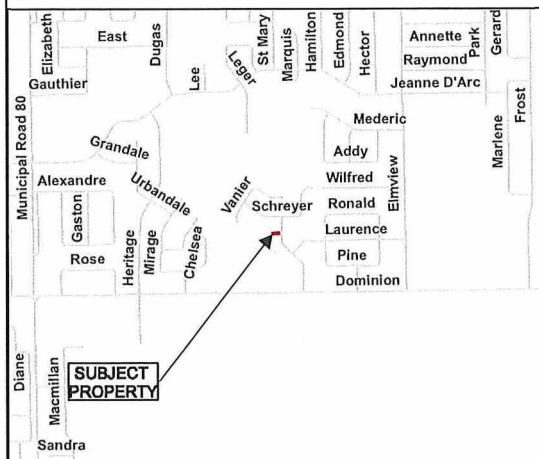 Municipal Road 80
Elizabeth
East
Dugas
Gauthier
Lee
Leger
St Mary
Marquis
Hamilton
Edmond
Hector
Annette
Raymond
Park
Gerard
Jeanne D'Arc
Marlene
Frost
Mederic
Grandale
Addy
Alexandre
Urbandale
Vanier
Wilfred
Elmview
Gaston
Schreyer
Ronald
Laurence
Rose
Heritage
Mirage
Chelsea
Pine
Dominion
Diane
Macmillan
SUBJECT
PROPERTY
Sandra